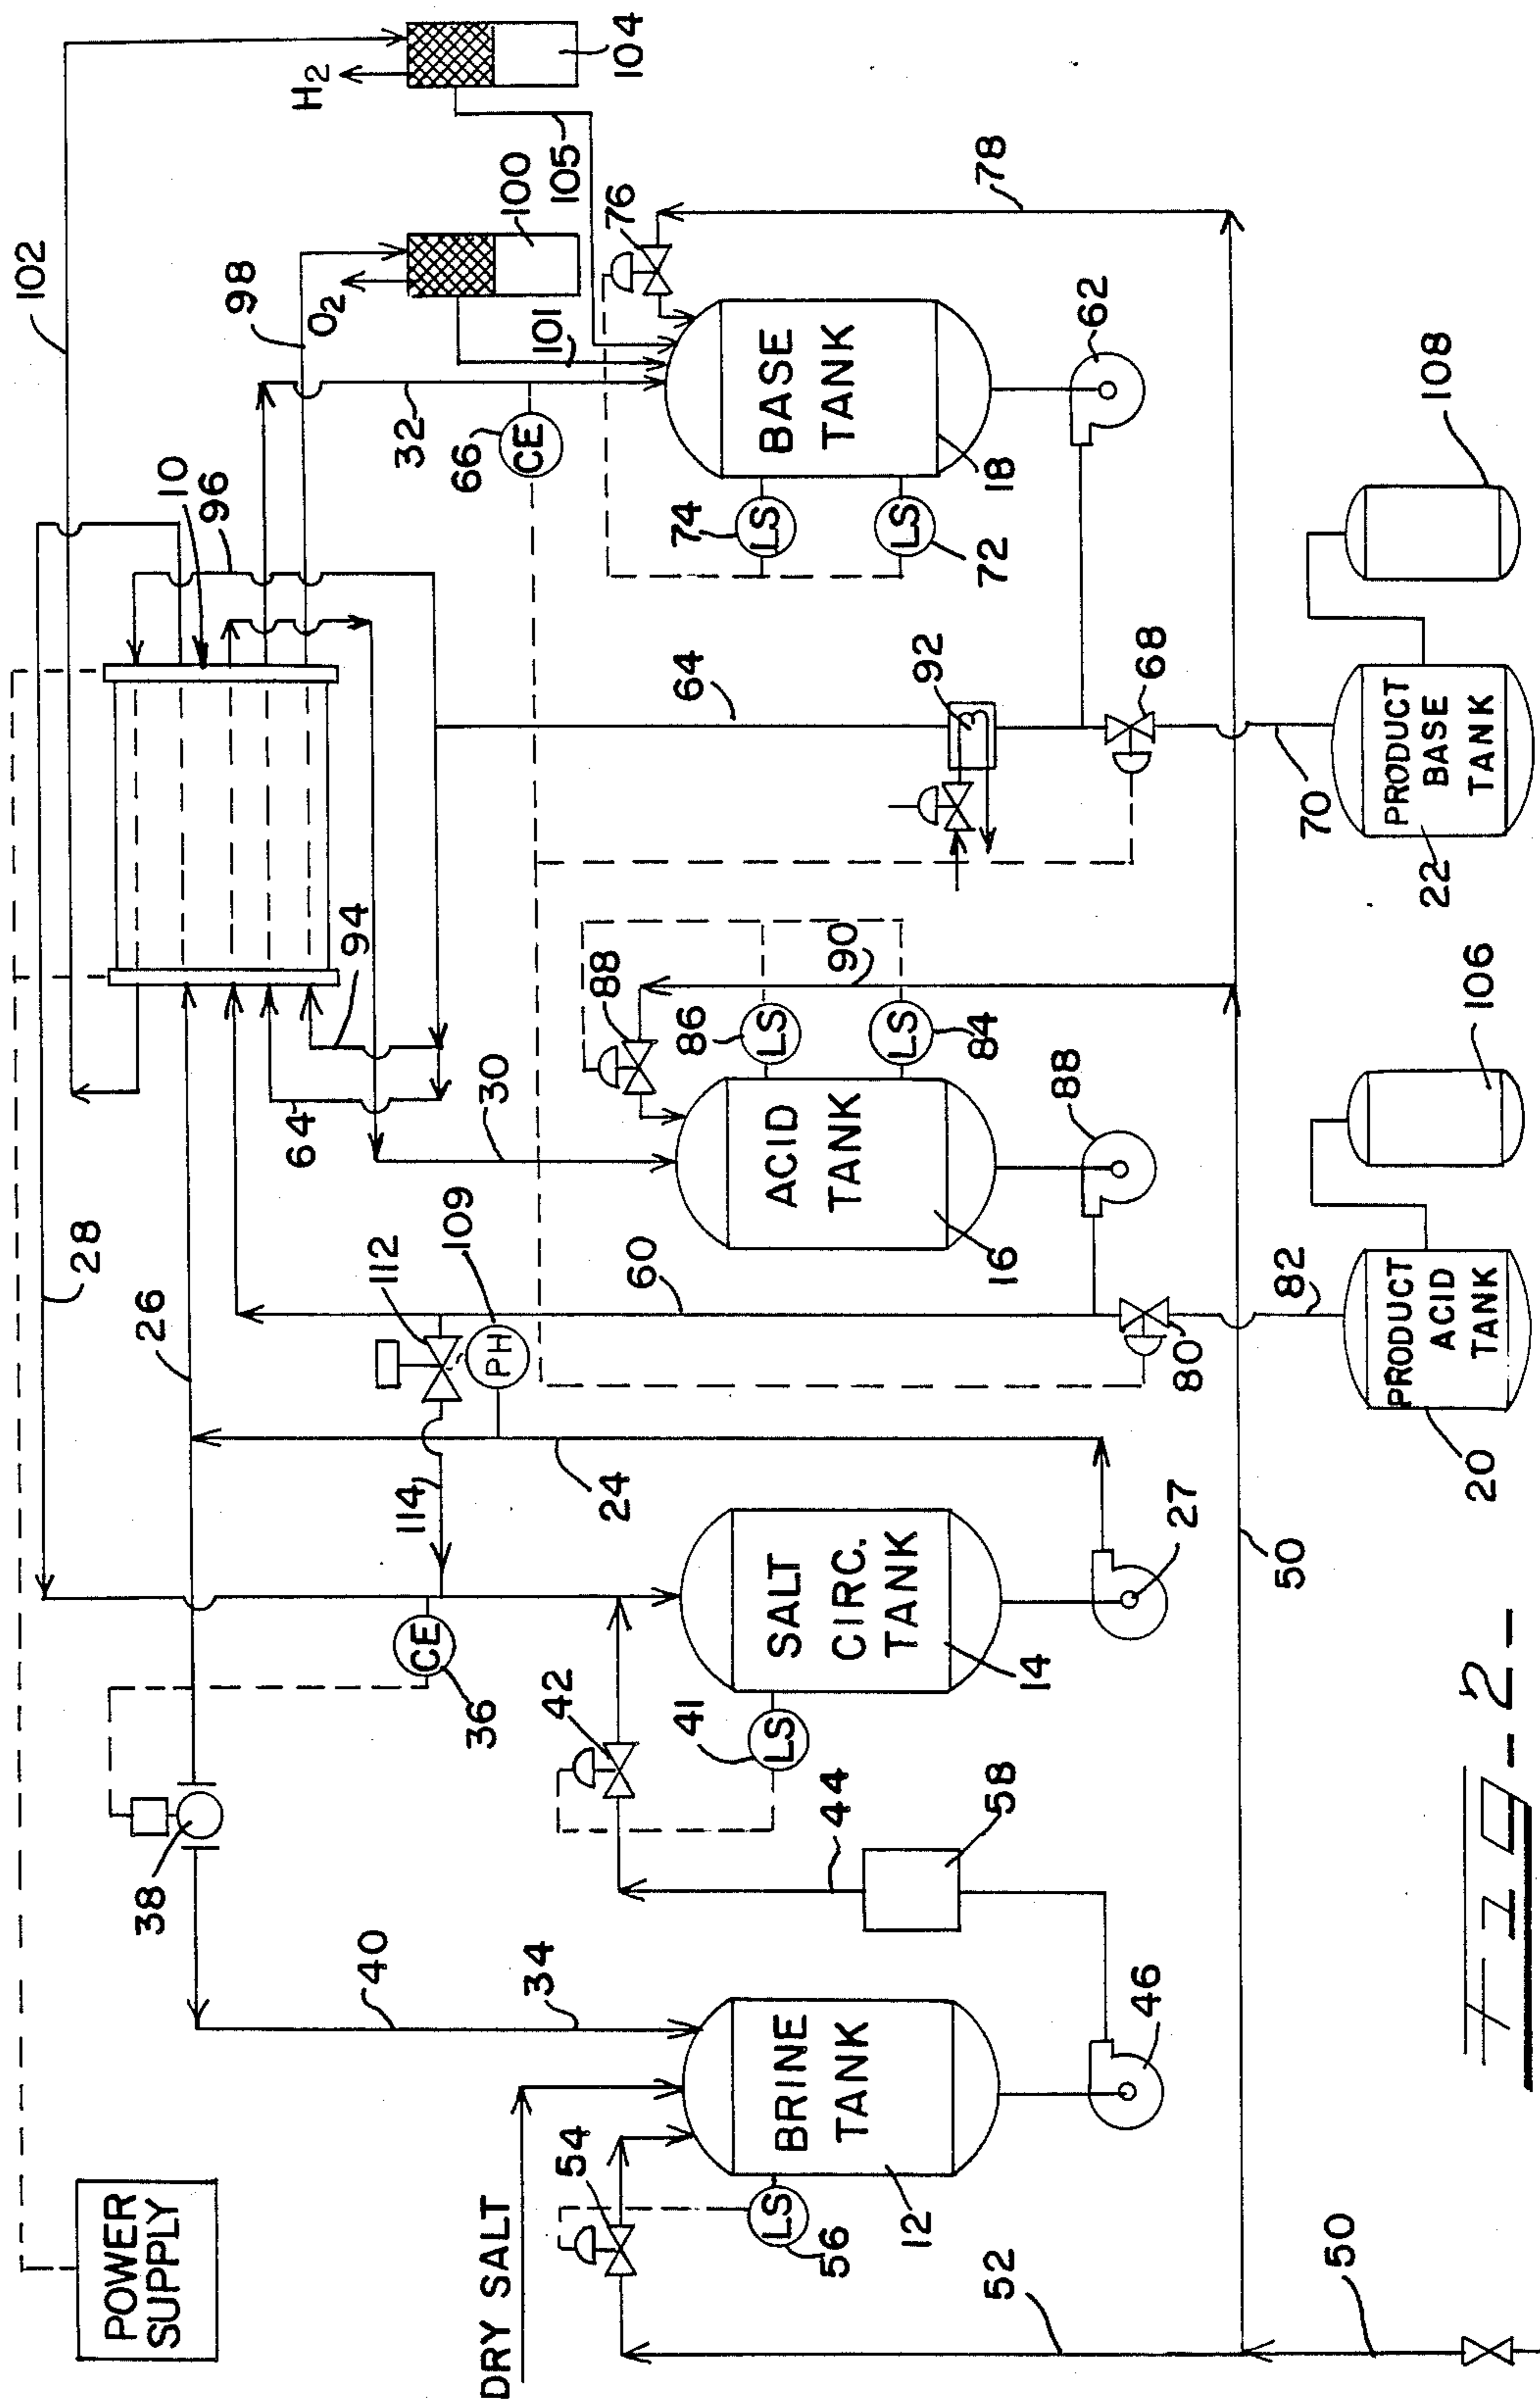 POWER
SUPPLY
28
102
10
96
98
H2
104
O2
100
105
38
26
94
64
112
109
30
32
66
CE
101
76
78
40
34
36
CE
114
PH
60
24
64
DRY SALT
54
56
LS
BRINE
TANK
12
42
41
LS
SALT
CIRC.
TANK
14
88
86
LS
84
LS
90
ACID
TANK
16
92
74
LS
72
LS
BASE
TANK
18
52
46
44
58
27
88
80
82
68
70
62
50
50
PRODUCT
ACID
TANK
20
106
PRODUCT
BASE
TANK
22
108
FIG-2-